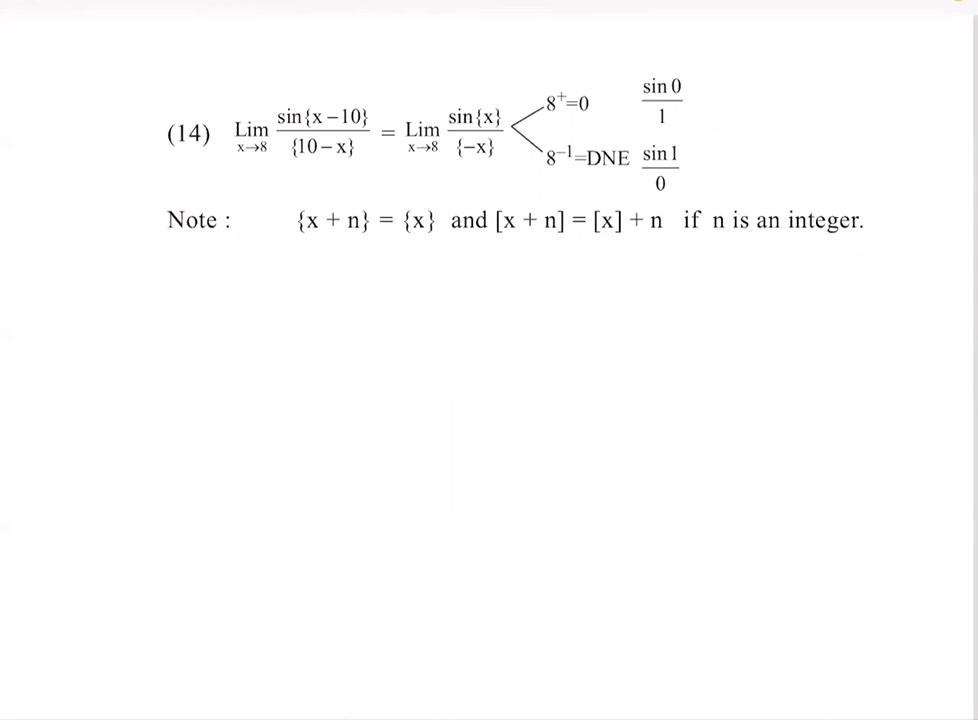 (14) Lim x→8 sin{x−10} / {10−x} = Lim x→8 sin{x} / {−x} 8⁺=0 sin 0 / 1
8⁻¹=DNE sin 1 / 0
Note : {x + n} = {x} and [x + n] = [x] + n if n is an integer.